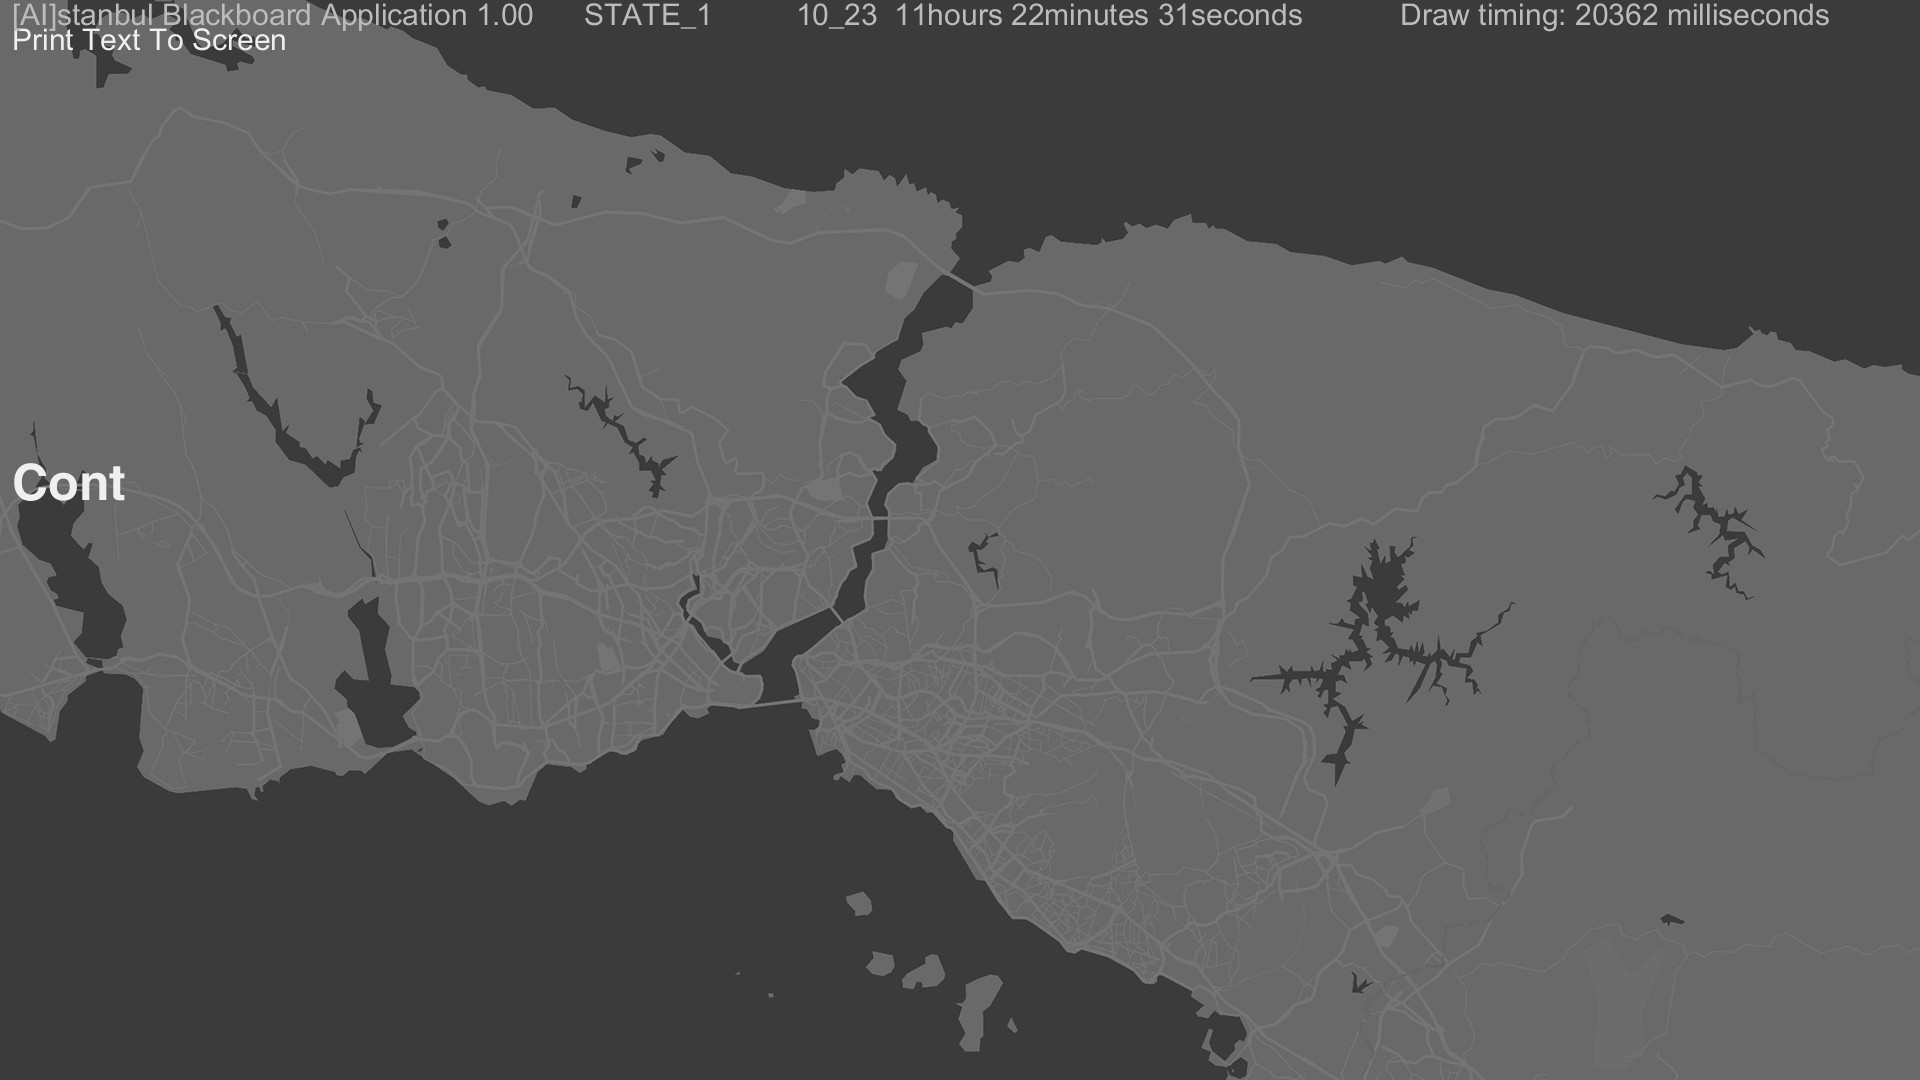 [AI]stanbul Blackboard Application 1.00 STATE_1 10_23 11hours 22minutes 31seconds Draw timing: 20362 milliseconds
Print Text To Screen
Cont